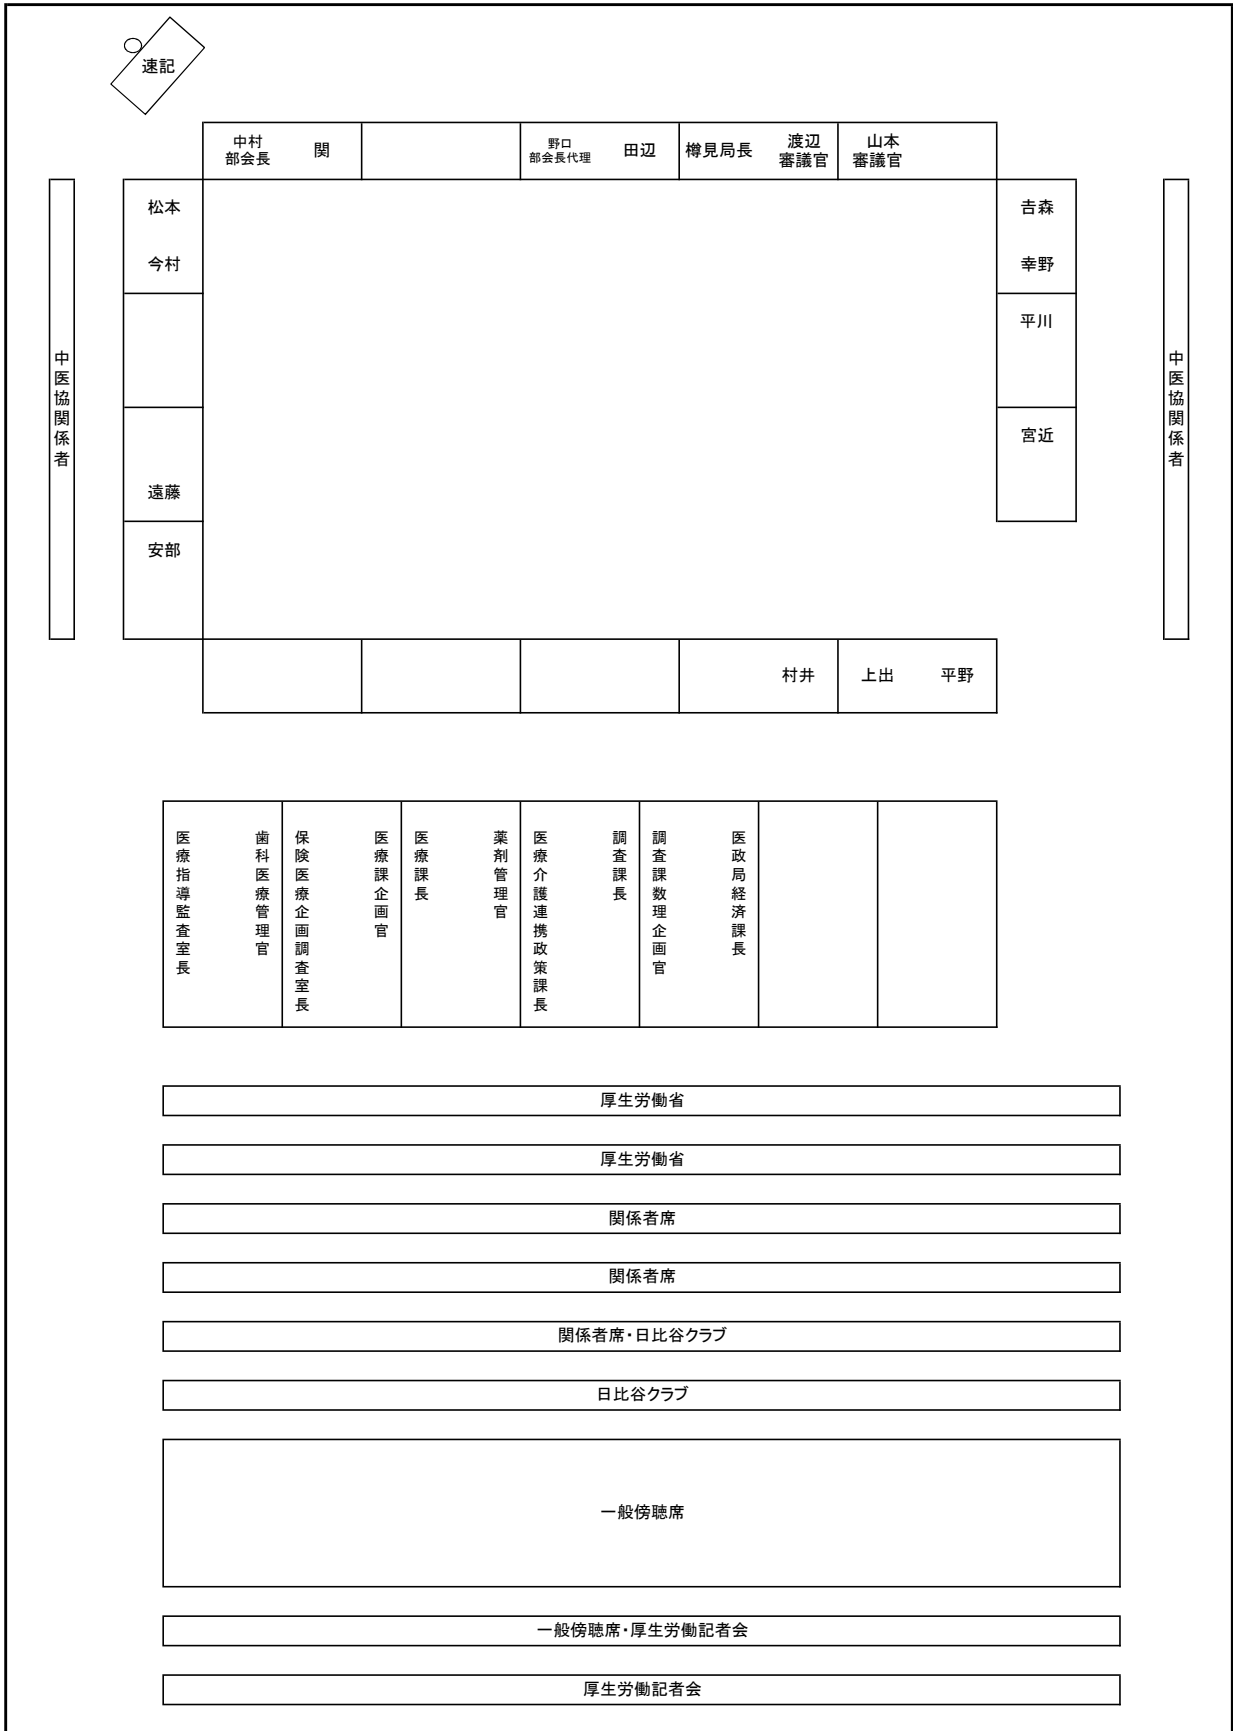 速記
中村
部会長
関
野口
部会長代理
田辺
樽見局長
渡辺
審議官
山本
審議官
松本
今村
遠藤
安部
吉森
幸野
平川
宮近
中医協関係者
中医協関係者
村井
上出
平野
医療指導監査室長
歯科医療管理官
保険医療企画調査室長
医療課企画官
医療課長
薬剤管理官
医療介護連携政策課長
調査課長
調査課数理企画官
医政局経済課長
厚生労働省
厚生労働省
関係者席
関係者席
関係者席・日比谷クラブ
日比谷クラブ
一般傍聴席
一般傍聴席・厚生労働記者会
厚生労働記者会